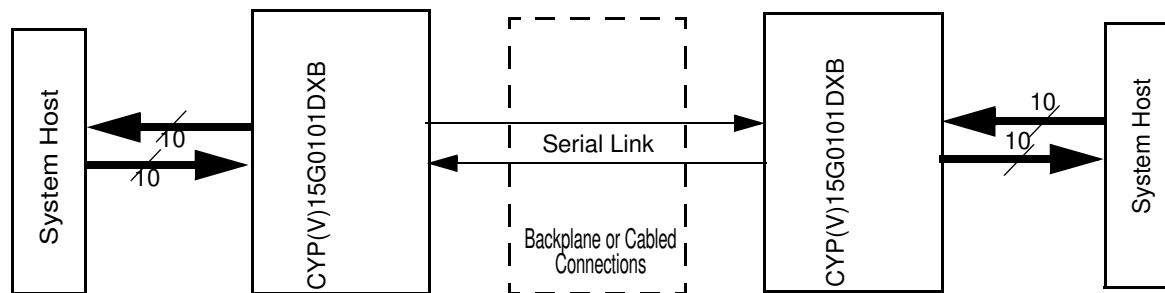 System Host
10
10
CYP(V)15G0101DXB
Serial Link
Backplane or Cabled
Connections
CYP(V)15G0101DXB
10
10
System Host